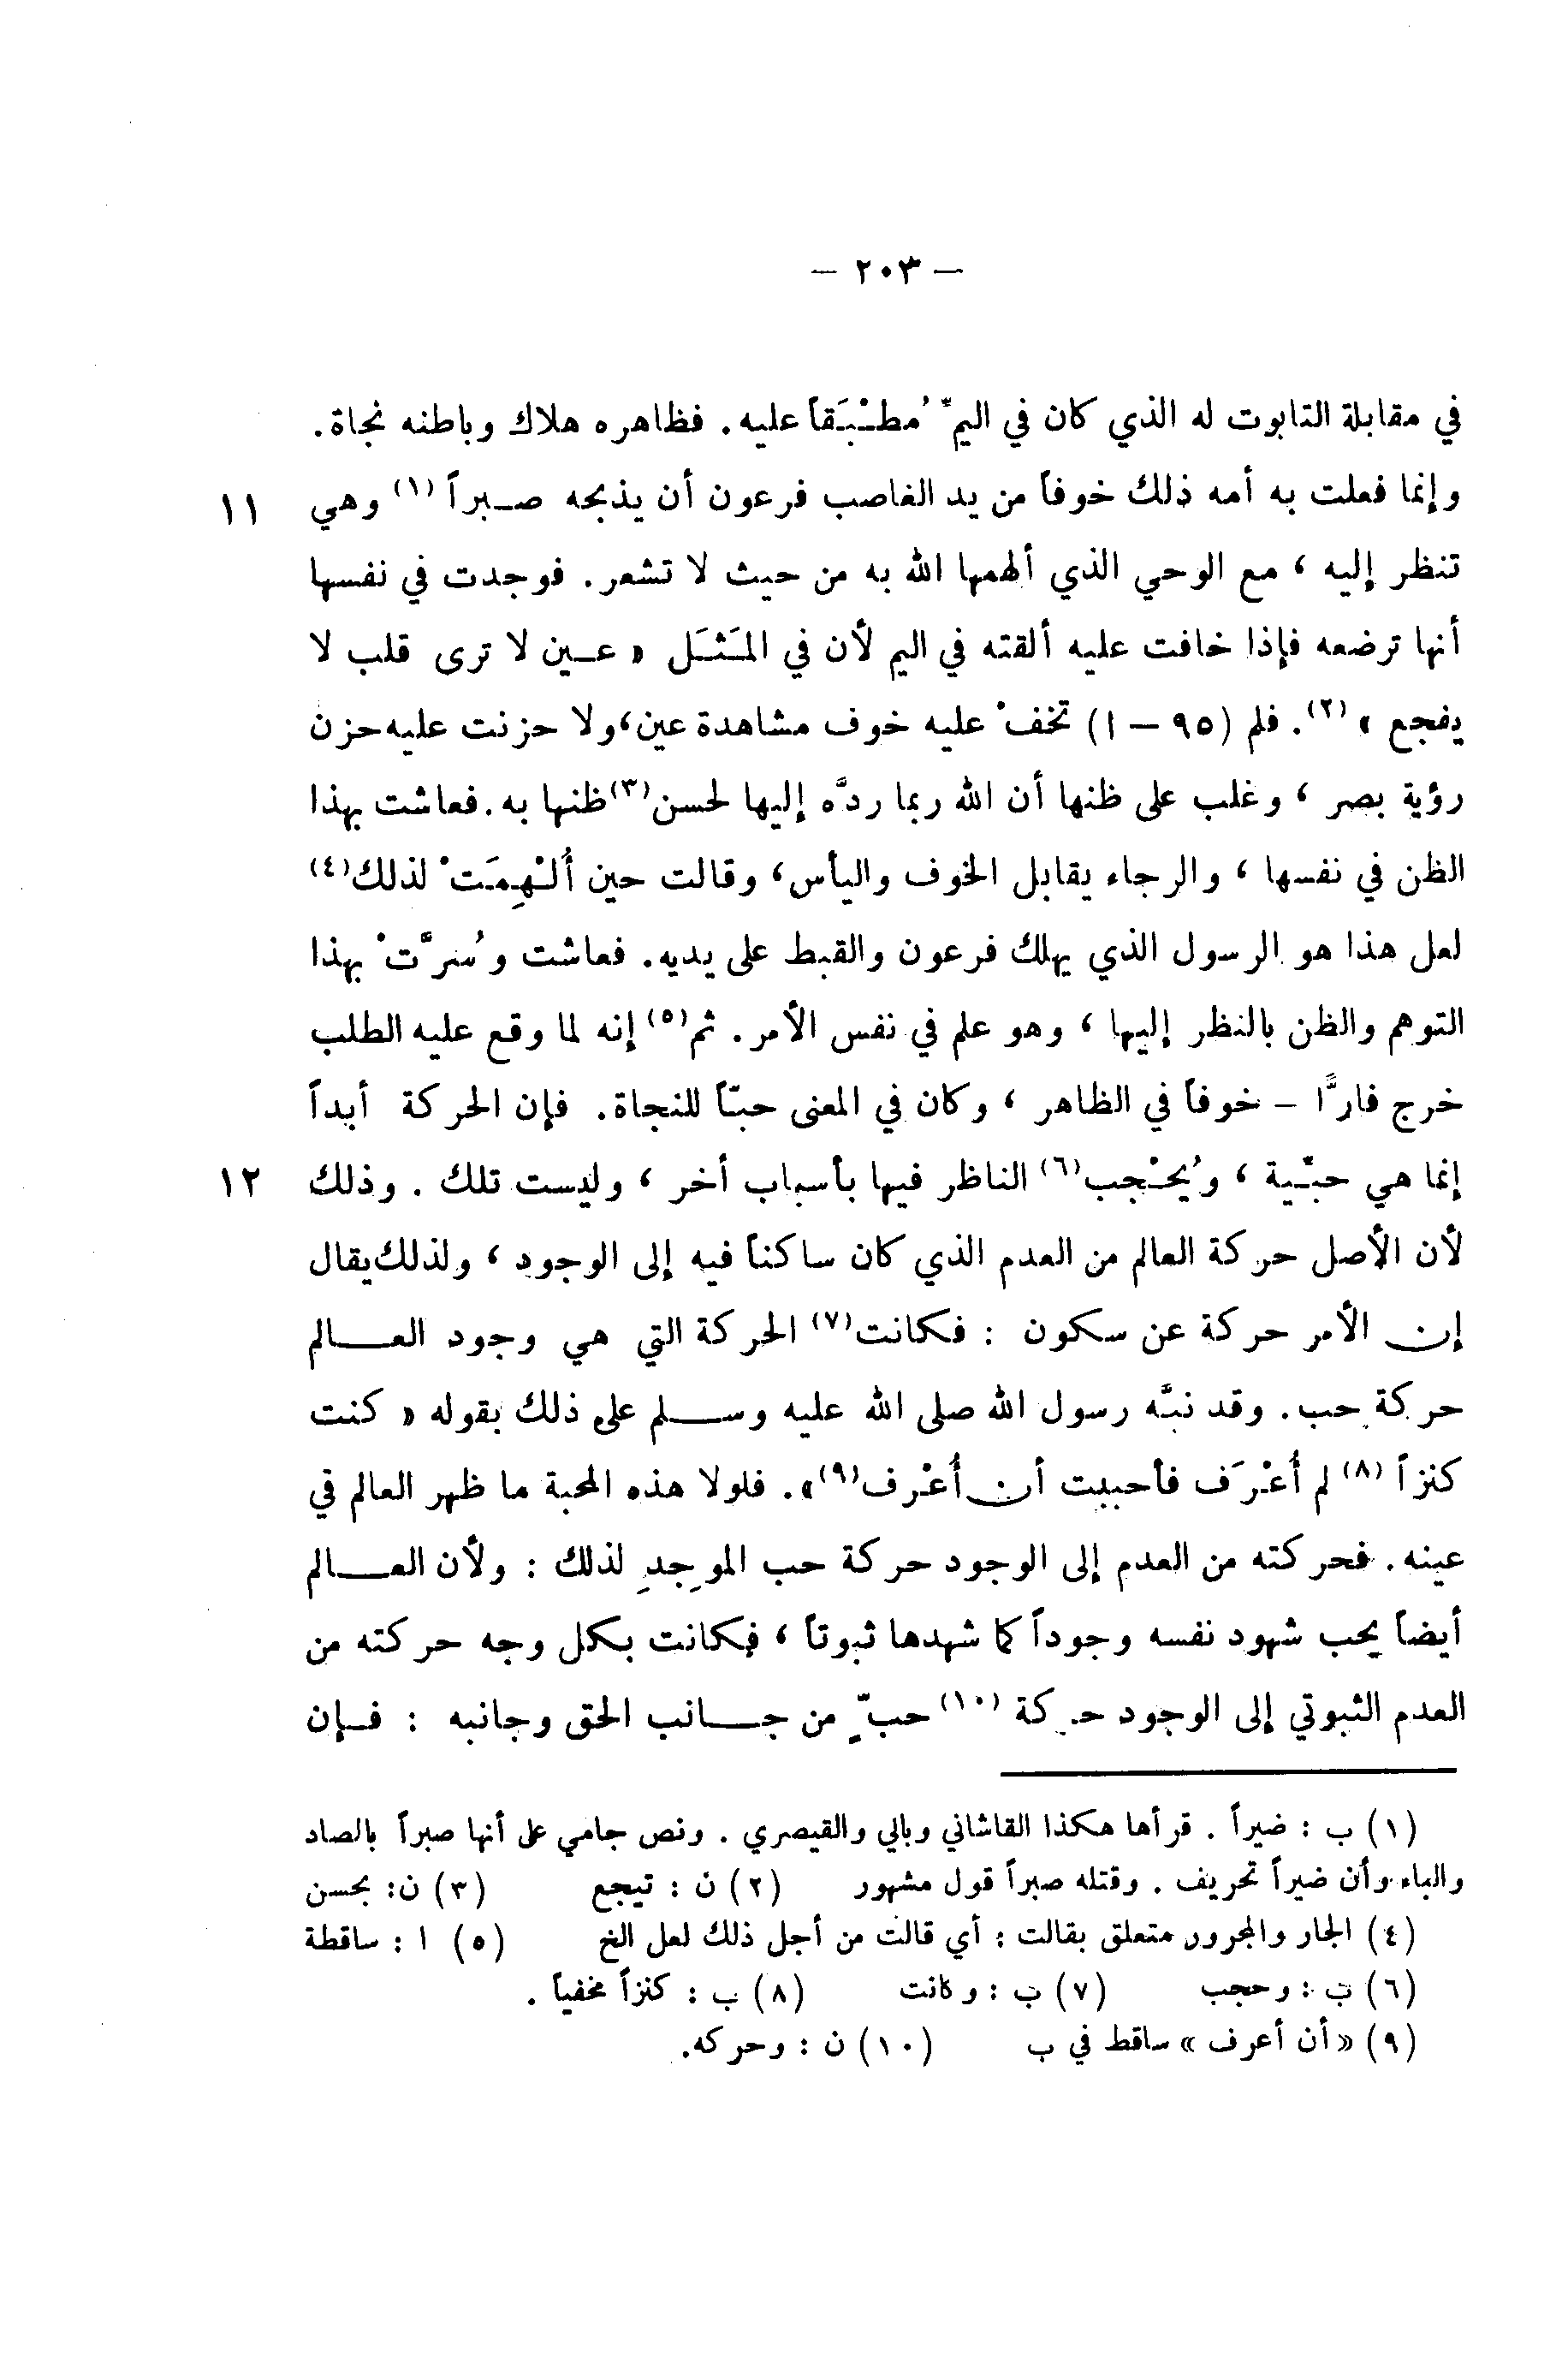 — ٢٠٣ —
في مقابلة التابوت له الذي كان في اليمّ مُطْبَقاً عليه. فظاهره هلاك وباطنه نجاة.
وإنما فعلت به أمه ذلك خوفاً من يد الغاصب فرعون أن يذبحه صـبراً (١) وهي ١١
تنظر إليه ، مع الوحي الذي ألهمها الله به من حيث لا تشعر. فوجدت في نفسها
أنها ترضعه فإذا خافت عليه ألقته في اليم لأن في المَثَل « عـين لا ترى قلب لا
يفجع » (٢). فلم (٩٥ – ا) تخفْ عليه خوف مشاهدة عين، ولا حزنت عليه حزن
رؤية بصر ، وغلب على ظنها أن الله ربما ردَّه إليها لحسن (٣) ظنها به. فعاشت بهذا
الظن في نفسها ، والرجاء يقابل الخوف واليأس، وقالت حين أُلْهِمَتْ لذلك (٤)
لعل هذا هو الرسول الذي يهلك فرعون والقبط على يديه. فعاشت وسُرَّتْ بهذا
التوهم والظن بالنظر إليها ، وهو علم في نفس الأمر. ثم (٥) إنه لما وقع عليه الطلب
خرج فارًّا – خوفاً في الظاهر ، وكان في المعنى حبّاً للنجاة. فإن الحركة أبداً
إنما هي حبّية ، ويُحْجب (٦) الناظر فيها بأسباب أخر ، وليست تلك . وذلك ١٢
لأن الأصل حركة العالم من العدم الذي كان ساكناً فيه إلى الوجود ، ولذلك يقال
إن الأمر حركة عن سكون : فكانت (٧) الحركة التي هي وجود العـالم
حركة حب. وقد نبَّه رسول الله صلى الله عليه وسـلم على ذلك بقوله « كنت
كنزاً (٨) لم أُعْرَف فأحببت أن أُعْرف (٩)». فلولا هذه المحبة ما ظهر العالم في
عينه. فحركته من العدم إلى الوجود حركة حب الموجِدِ لذلك : ولأن العـالم
أيضاً يحب شهود نفسه وجوداً كما شهدها ثبوتاً ، فكانت بكل وجه حركته من
العدم الثبوتي إلى الوجود حركة (١٠) حبٍّ من جـانب الحق وجانبه : فـإن
(١) ب : ضيراً . قرأها هكذا القاشاني وبالي والقيصري . ونص جامي على أنها صبراً بالصاد
والباء وأن ضيراً تحريف . وقتله صبراً قول مشهور (٢) ن : تيجع (٣) ن: بحسن
(٤) الجار والمجرور متعلق بقالت : أي قالت من أجل ذلك لعل الخ (٥) ا : ساقطة
(٦) ب : وحجب (٧) ب : وكانت (٨) ب : كنزاً مخفياً .
(٩) «أن أعرف» ساقط في ب (١٠) ن : وحركه.